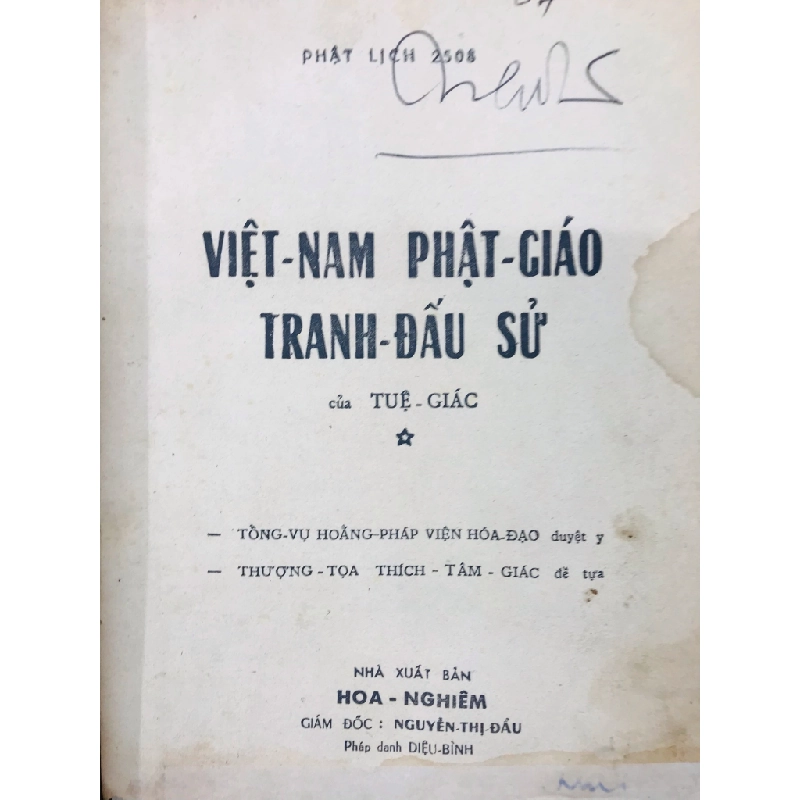 PHẬT LỊCH 2508
VIỆT-NAM PHẬT-GIÁO
TRANH-ĐẤU SỬ
của TUỆ-GIÁC
— TỔNG-VỤ HOẰNG-PHÁP VIỆN HÓA-ĐẠO duyệt y
— THƯỢNG-TỌA THÍCH-TÂM-GIÁC đề tựa
NHÀ XUẤT BẢN
HOA-NGHIÊM
GIÁM ĐỐC: NGUYỄN-THỊ-ĐẦU
Pháp danh DIỆU-BÌNH